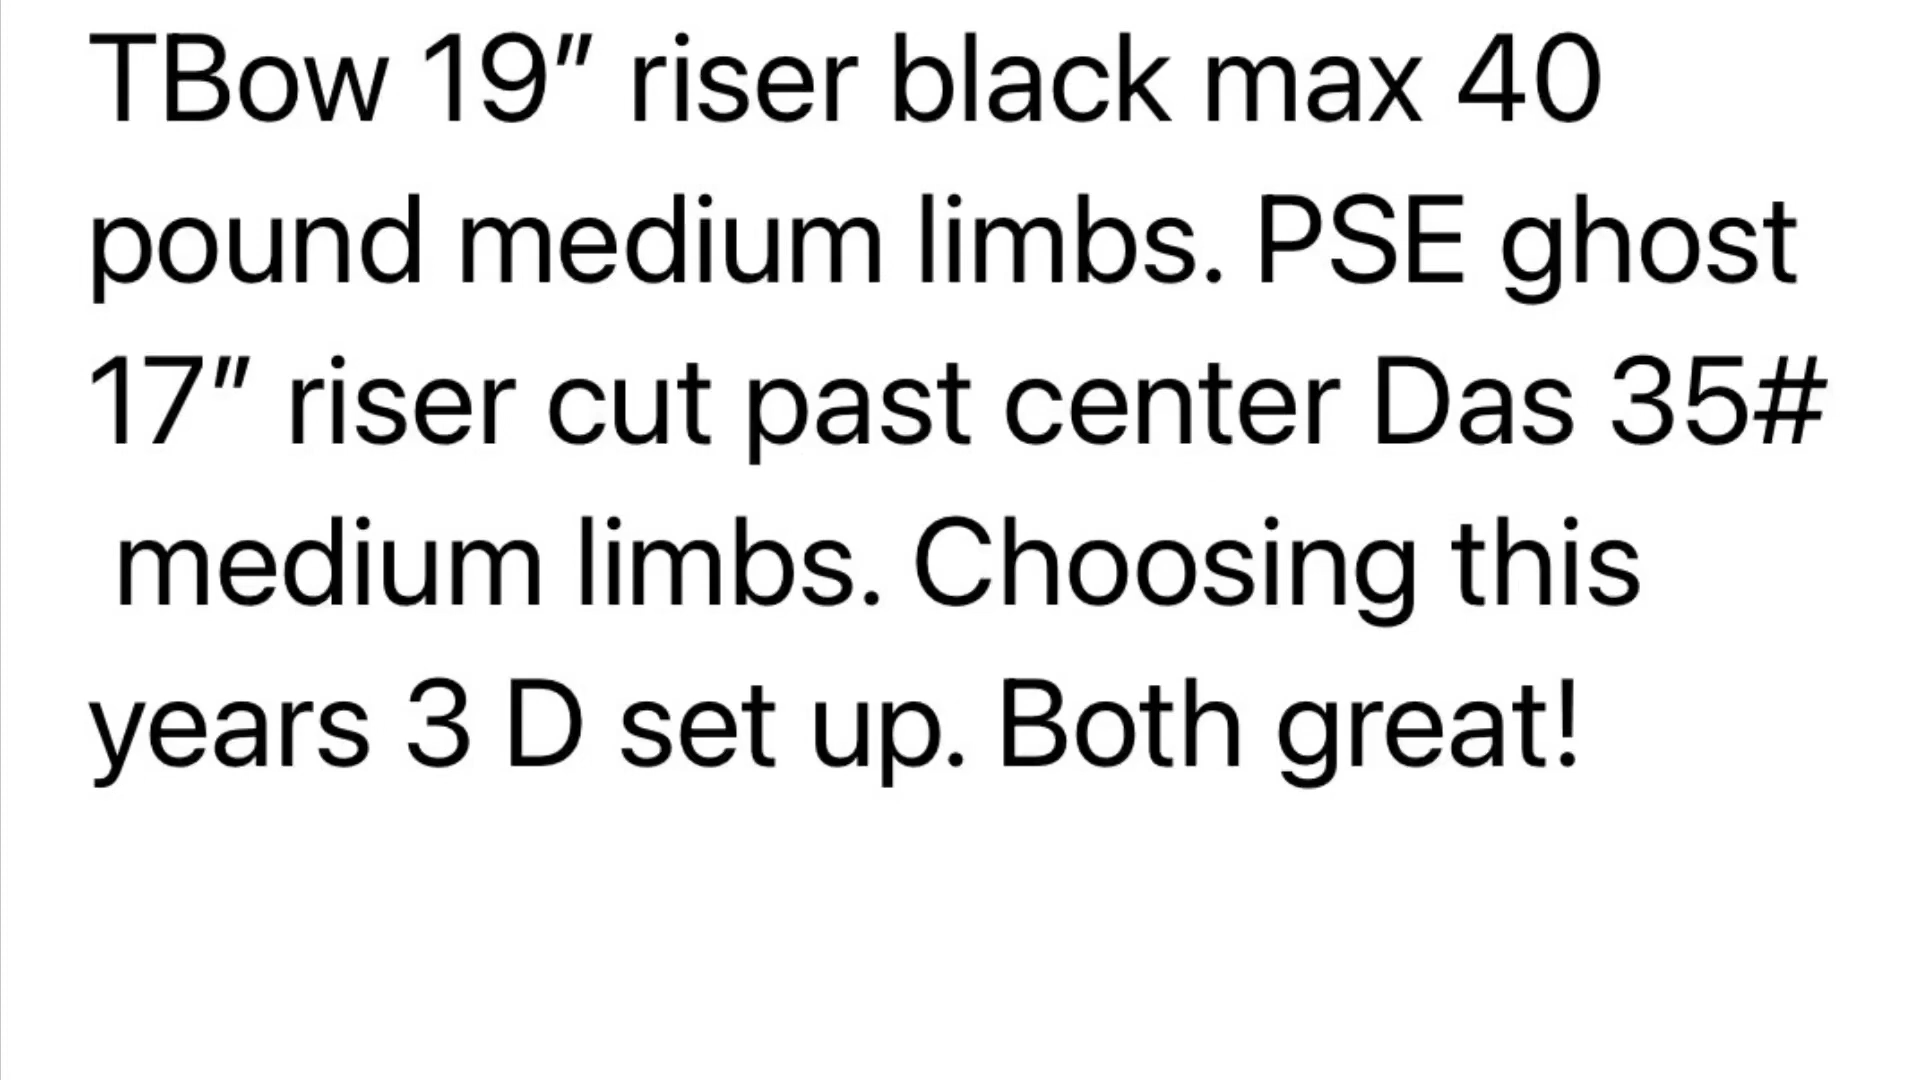 TBow 19″ riser black max 40
pound medium limbs. PSE ghost
17″ riser cut past center Das 35#
medium limbs. Choosing this
years 3 D set up. Both great!